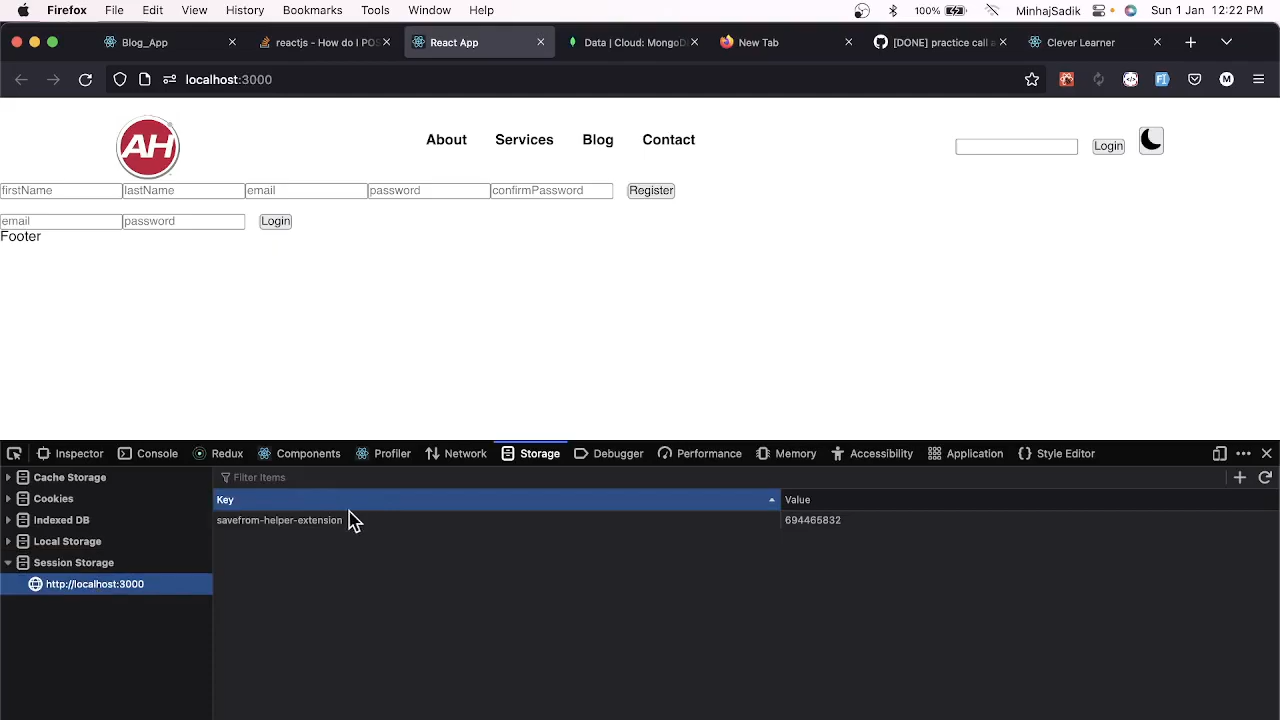 Firefox File Edit View History Bookmarks Tools Window Help 100% MinhajSadik Sun 1 Jan 12:22 PM
Blog_App reactjs - How do I POS React App Data | Cloud: MongoD New Tab [DONE] practice call a Clever Learner
localhost:3000 FI M
AH About Services Blog Contact Login
firstName lastName email password confirmPassword Register
email password Login
Footer
Inspector Console Redux Components Profiler Network Storage Debugger Performance Memory Accessibility Application Style Editor
Cache Storage Filter Items
Cookies Key Value
Indexed DB savefrom-helper-extension 694465832
Local Storage
Session Storage
http://localhost:3000